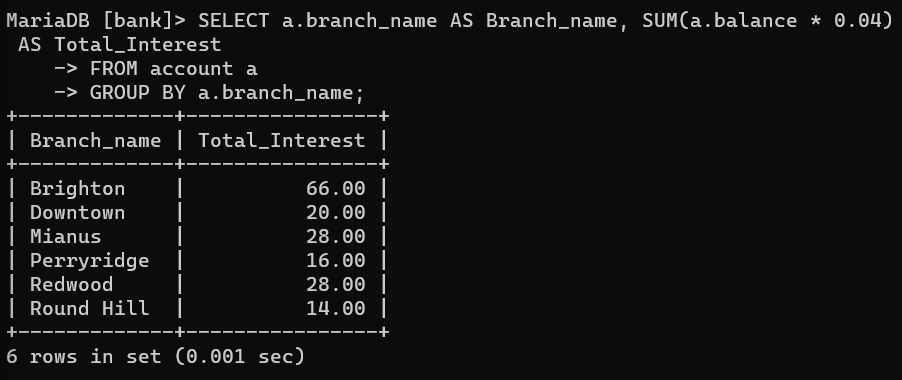 MariaDB [bank]> SELECT a.branch_name AS Branch_name, SUM(a.balance * 0.04)
 AS Total_Interest
    -> FROM account a
    -> GROUP BY a.branch_name;
+-------------+----------------+
| Branch_name | Total_Interest |
+-------------+----------------+
| Brighton    |          66.00 |
| Downtown    |          20.00 |
| Mianus      |          28.00 |
| Perryridge  |          16.00 |
| Redwood     |          28.00 |
| Round Hill  |          14.00 |
+-------------+----------------+
6 rows in set (0.001 sec)